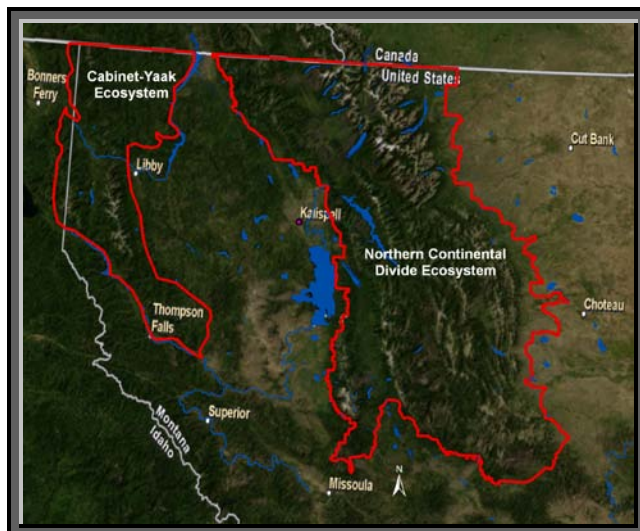 Canada
United States
Bonners
Ferry
Cabinet-Yaak
Ecosystem
Cut Bank
Libby
Kalispell
Northern Continental
Divide Ecosystem
Thompson
Falls
Choteau
Superior
Montana
Idaho
Missoula
N